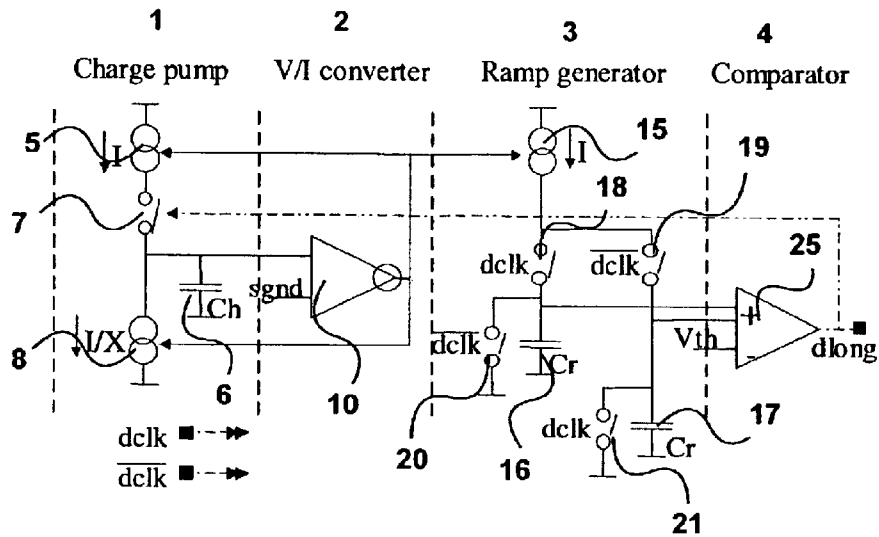 1 2 3 4
Charge pump V/I converter Ramp generator Comparator
5 I 15 I 19
7 18
dclk dclk 25
sgnd
Ch
I/X dclk Cr Vth + - dlong
8 6 10
dclk 17
20 16 Cr
dclk
dclk
21